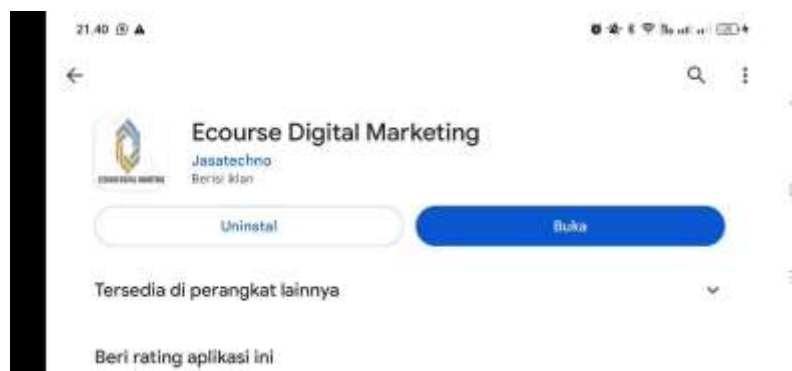 21.40
Ecourse Digital Marketing
Jasatechno
Berisi iklan
Uninstal
Buka
Tersedia di perangkat lainnya
Beri rating aplikasi ini